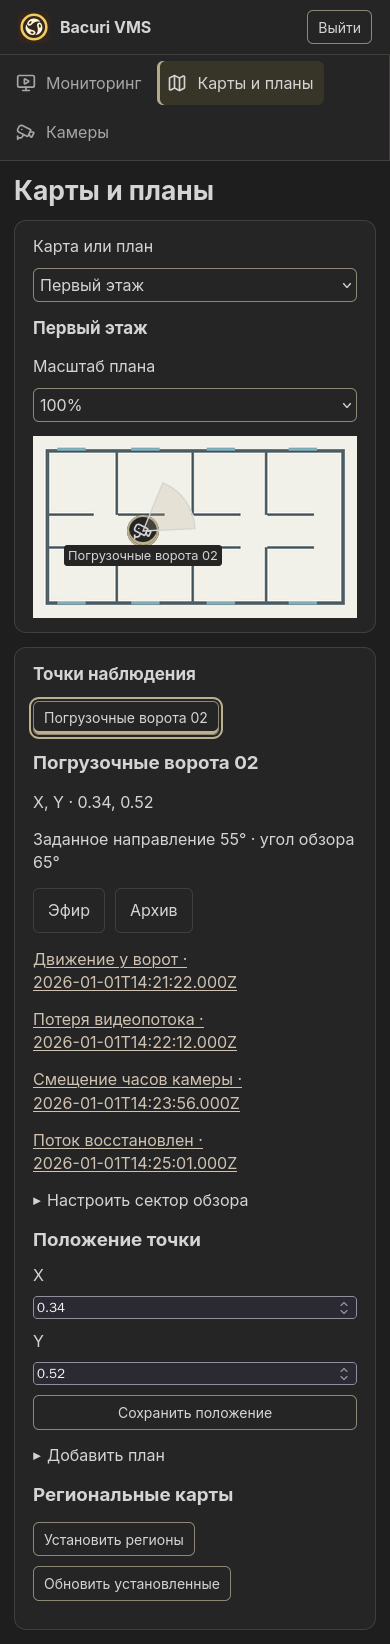 Bacuri VMS
Выйти
Мониторинг
Карты и планы
Камеры
Карты и планы
Карта или план
Первый этаж
Первый этаж
Масштаб плана
100%
Погрузочные ворота 02
Точки наблюдения
Погрузочные ворота 02
Погрузочные ворота 02
X, Y · 0.34, 0.52
Заданное направление 55° · угол обзора
65°
Эфир
Архив
Движение у ворот ·
2026-01-01T14:21:22.000Z
Потеря видеопотока ·
2026-01-01T14:22:12.000Z
Смещение часов камеры ·
2026-01-01T14:23:56.000Z
Поток восстановлен ·
2026-01-01T14:25:01.000Z
▸ Настроить сектор обзора
Положение точки
X
0.34
Y
0.52
Сохранить положение
▸ Добавить план
Региональные карты
Установить регионы
Обновить установленные